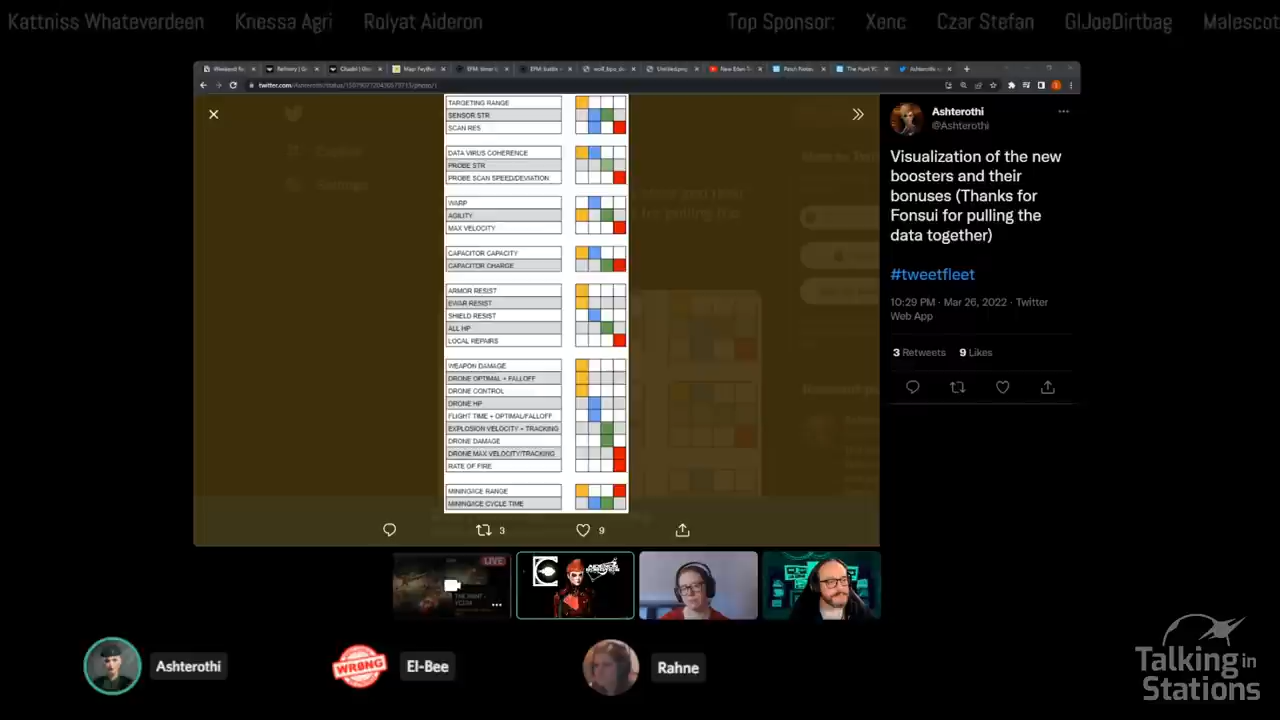 Kattniss Whateverdeen Knessa Agri Rolyat Aideron Top Sponsor: Xenc Czar Stefan GIJoeDirtbag Malescot
TARGETING RANGE
SENSOR STR
SCAN RES
DATA VIRUS COHERENCE
PROBE STR
PROBE SCAN SPEED/DEVIATION
WARP
AGILITY
MAX VELOCITY
CAPACITOR CAPACITY
CAPACITOR CHARGE
ARMOR RESIST
EWAR RESIST
SHIELD RESIST
ALL HP
LOCAL REPAIRS
WEAPON DAMAGE
DRONE OPTIMAL + FALLOFF
DRONE CONTROL
DRONE HP
FLIGHT TIME + OPTIMAL/FALLOFF
EXPLOSION VELOCITY + TRACKING
DRONE DAMAGE
DRONE MAX VELOCITY/TRACKING
RATE OF FIRE
MINING/ICE RANGE
MINING/ICE CYCLE TIME
3
9
Ashterothi
@Ashterothi
Visualization of the new
boosters and their
bonuses (Thanks for
Fonsui for pulling the
data together)
#tweetfleet
10:29 PM · Mar 26, 2022 · Twitter
Web App
3 Retweets 9 Likes
LIVE
THE HUNT -
YC124
Ashterothi
WRONG
El-Bee
Rahne
Talking in
Stations